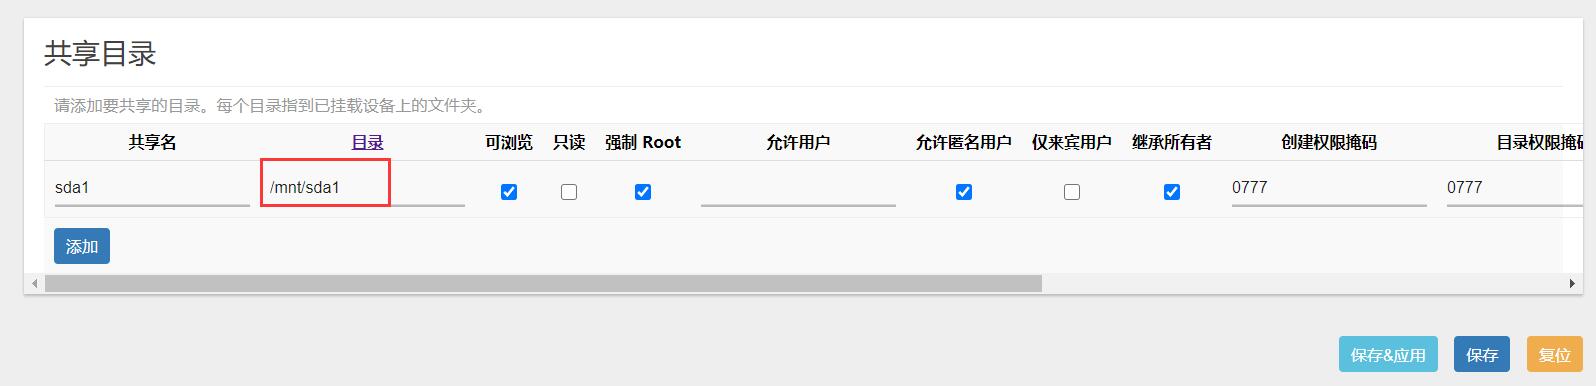 共享目录
请添加要共享的目录。每个目录指到已挂载设备上的文件夹。
共享名 目录 可浏览 只读 强制 Root 允许用户 允许匿名用户 仅来宾用户 继承所有者 创建权限掩码 目录权限掩码
sda1 /mnt/sda1 0777 0777
添加
保存&应用 保存 复位